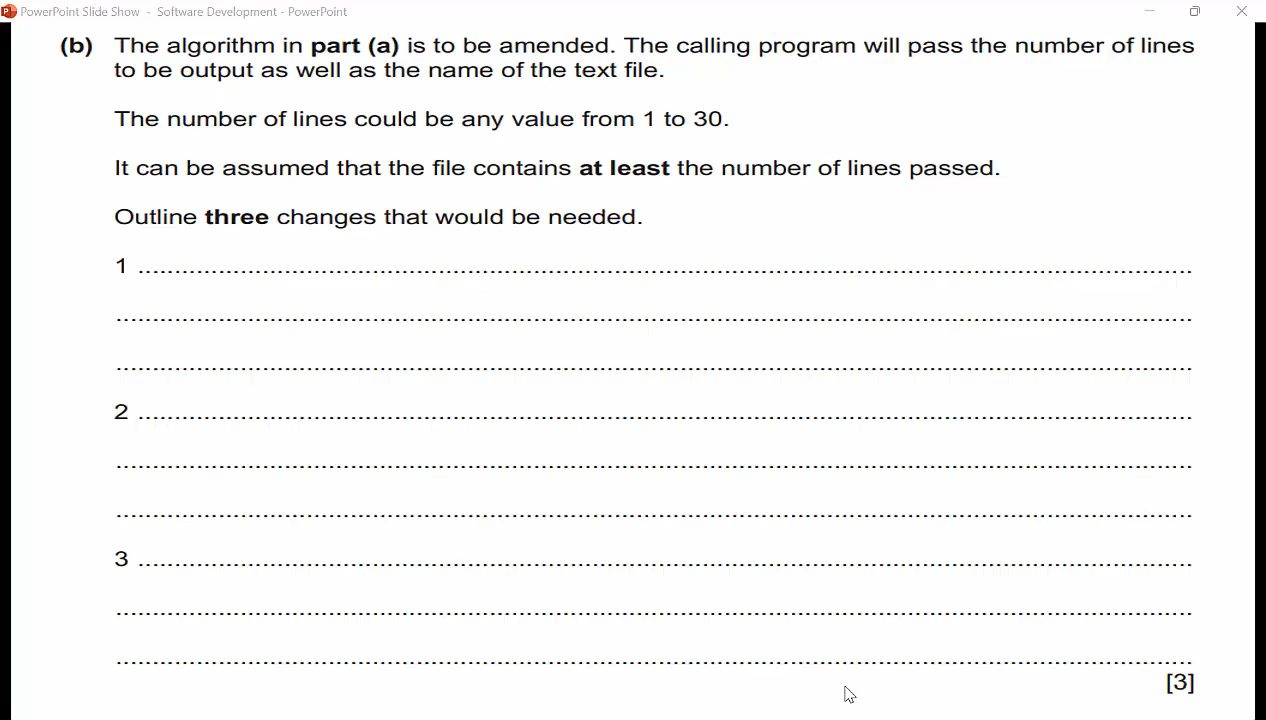 PowerPoint Slide Show - Software Development - PowerPoint
(b) The algorithm in part (a) is to be amended. The calling program will pass the number of lines
to be output as well as the name of the text file.
The number of lines could be any value from 1 to 30.
It can be assumed that the file contains at least the number of lines passed.
Outline three changes that would be needed.
1 ................................................................................
................................................................................
................................................................................
2 ................................................................................
................................................................................
................................................................................
3 ................................................................................
................................................................................
................................................................................
[3]